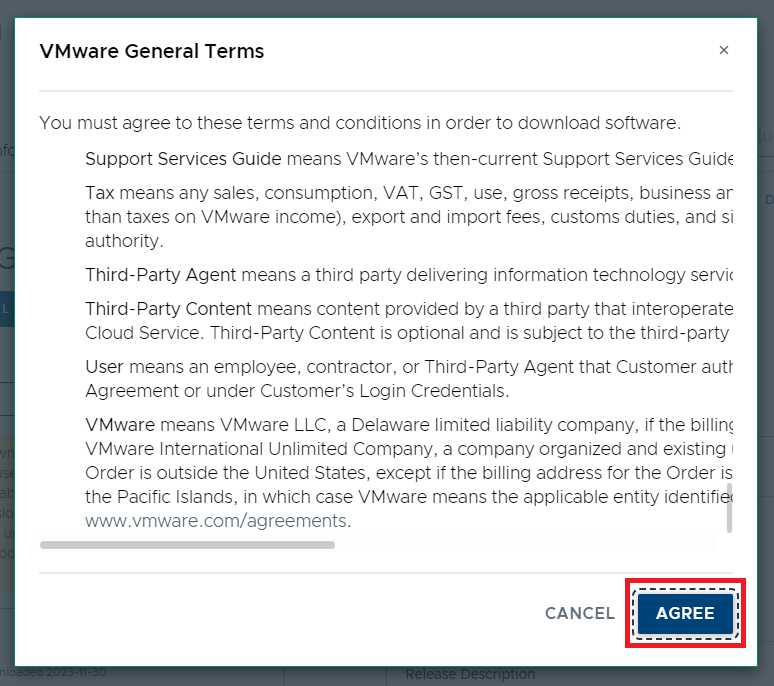 VMware General Terms
×
You must agree to these terms and conditions in order to download software.
Support Services Guide means VMware’s then-current Support Services Guide
Tax means any sales, consumption, VAT, GST, use, gross receipts, business
than taxes on VMware income), export and import fees, customs duties, and
authority.
Third-Party Agent means a third party delivering information technology
Third-Party Content means content provided by a third party that interoperate
Cloud Service. Third-Party Content is optional and is subject to the third-party
User means an employee, contractor, or Third-Party Agent that Customer
Agreement or under Customer’s Login Credentials.
VMware means VMware LLC, a Delaware limited liability company, if the billing
VMware International Unlimited Company, a company organized and existing
Order is outside the United States, except if the billing address for the Order is
the Pacific Islands, in which case VMware means the applicable entity identified
www.vmware.com/agreements.
CANCEL
AGREE
nloaded 2023-11-30
Release Description